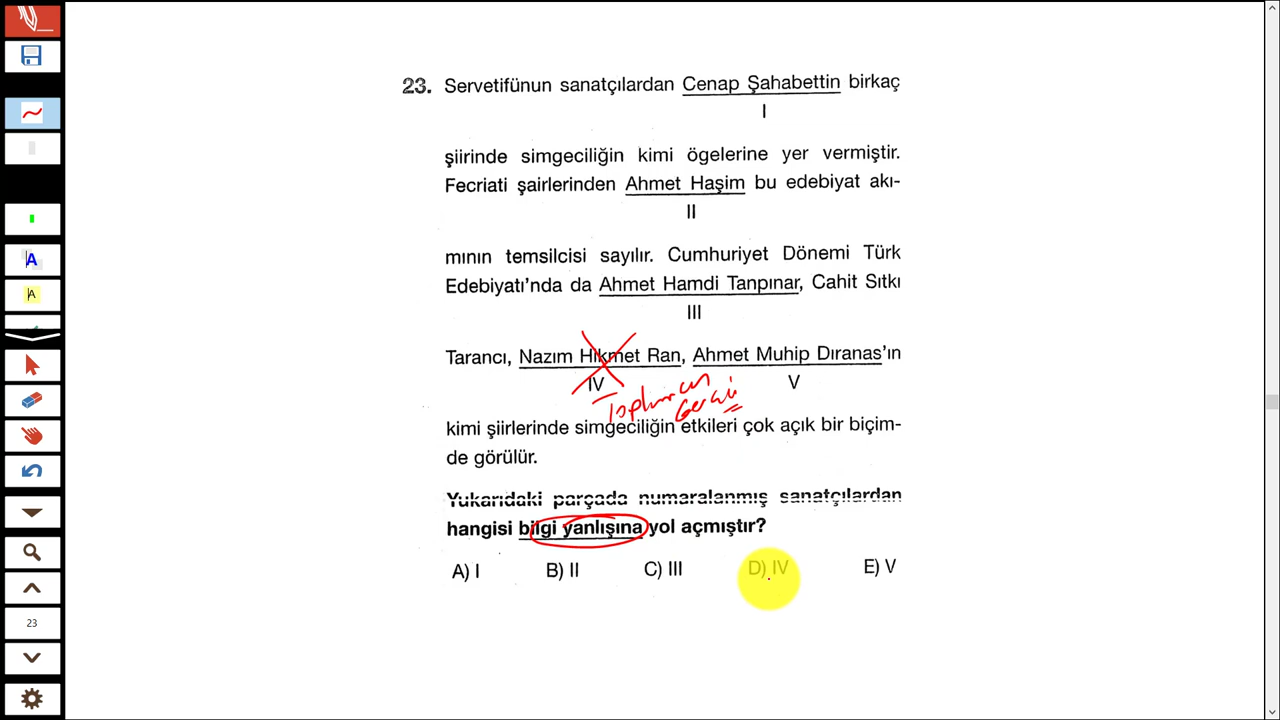 23. Servetifünun sanatçılardan Cenap Şahabettin birkaç
I
şiirinde simgeciliğin kimi ögelerine yer vermiştir.
Fecriati şairlerinden Ahmet Haşim bu edebiyat akı-
II
mının temsilcisi sayılır. Cumhuriyet Dönemi Türk
Edebiyatı’nda da Ahmet Hamdi Tanpınar, Cahit Sıtkı
III
Tarancı, Nazım Hikmet Ran, Ahmet Muhip Dıranas’ın
IV V
kimi şiirlerinde simgeciliğin etkileri çok açık bir biçim-
de görülür.
Yukarıdaki parçada numaralanmış sanatçılardan
hangisi bilgi yanlışına yol açmıştır?
A) I B) II C) III D) IV E) V
A
A
23